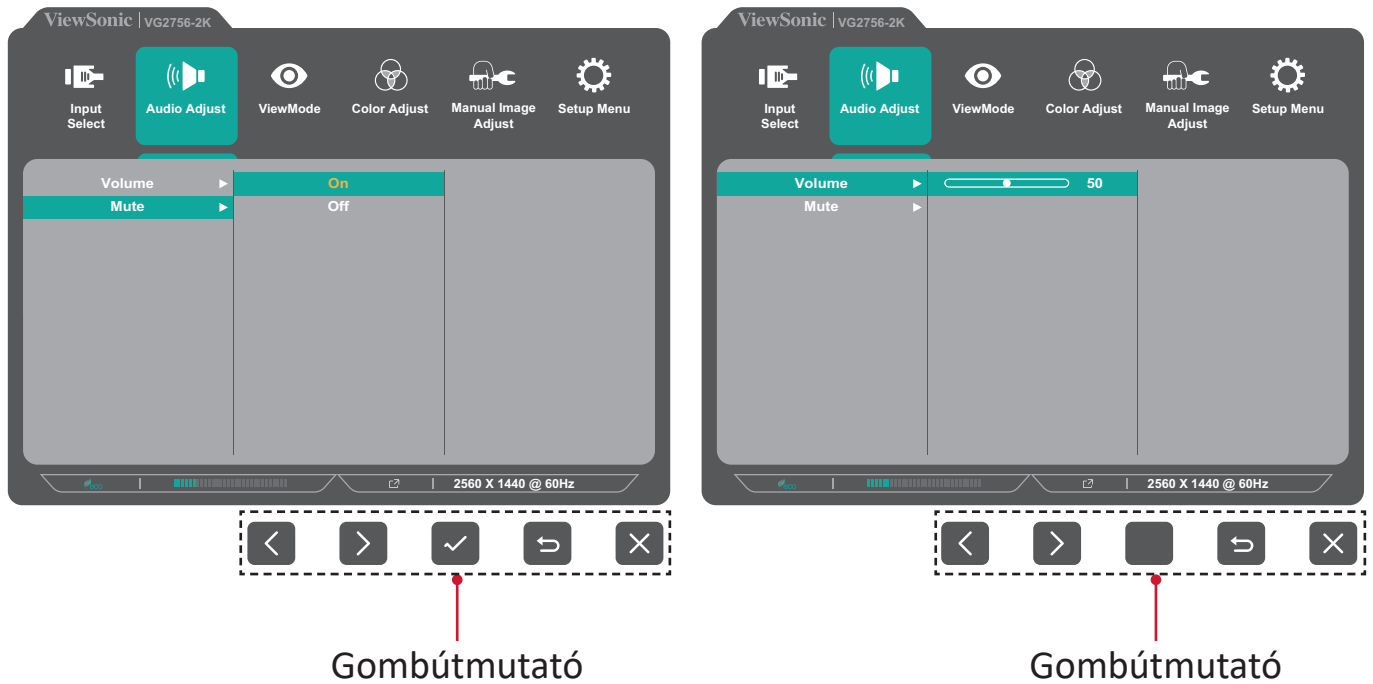 ViewSonic VG2756-2K
Input Select
Audio Adjust
ViewMode
Color Adjust
Manual Image Adjust
Setup Menu
Volume
On
Mute
Off
eco
2560 X 1440 @ 60Hz
Gombútmutató
ViewSonic VG2756-2K
Input Select
Audio Adjust
ViewMode
Color Adjust
Manual Image Adjust
Setup Menu
Volume
50
Mute
eco
2560 X 1440 @ 60Hz
Gombútmutató